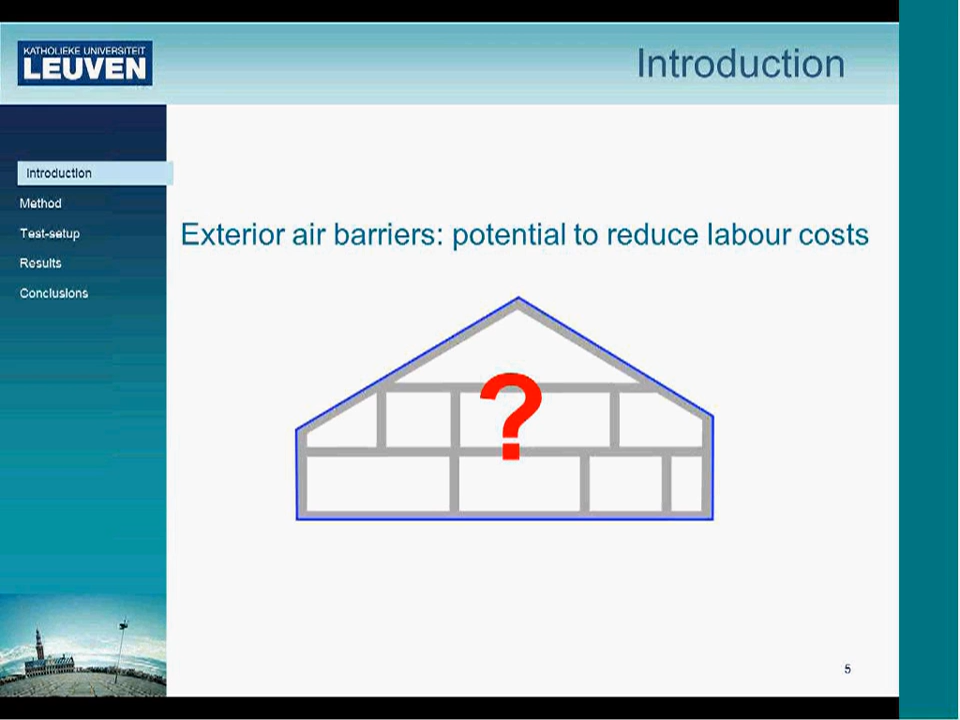 KATHOLIEKE UNIVERSITEIT
LEUVEN
Introduction
Introduction
Method
Test-setup
Results
Conclusions
Exterior air barriers: potential to reduce labour costs
?
5